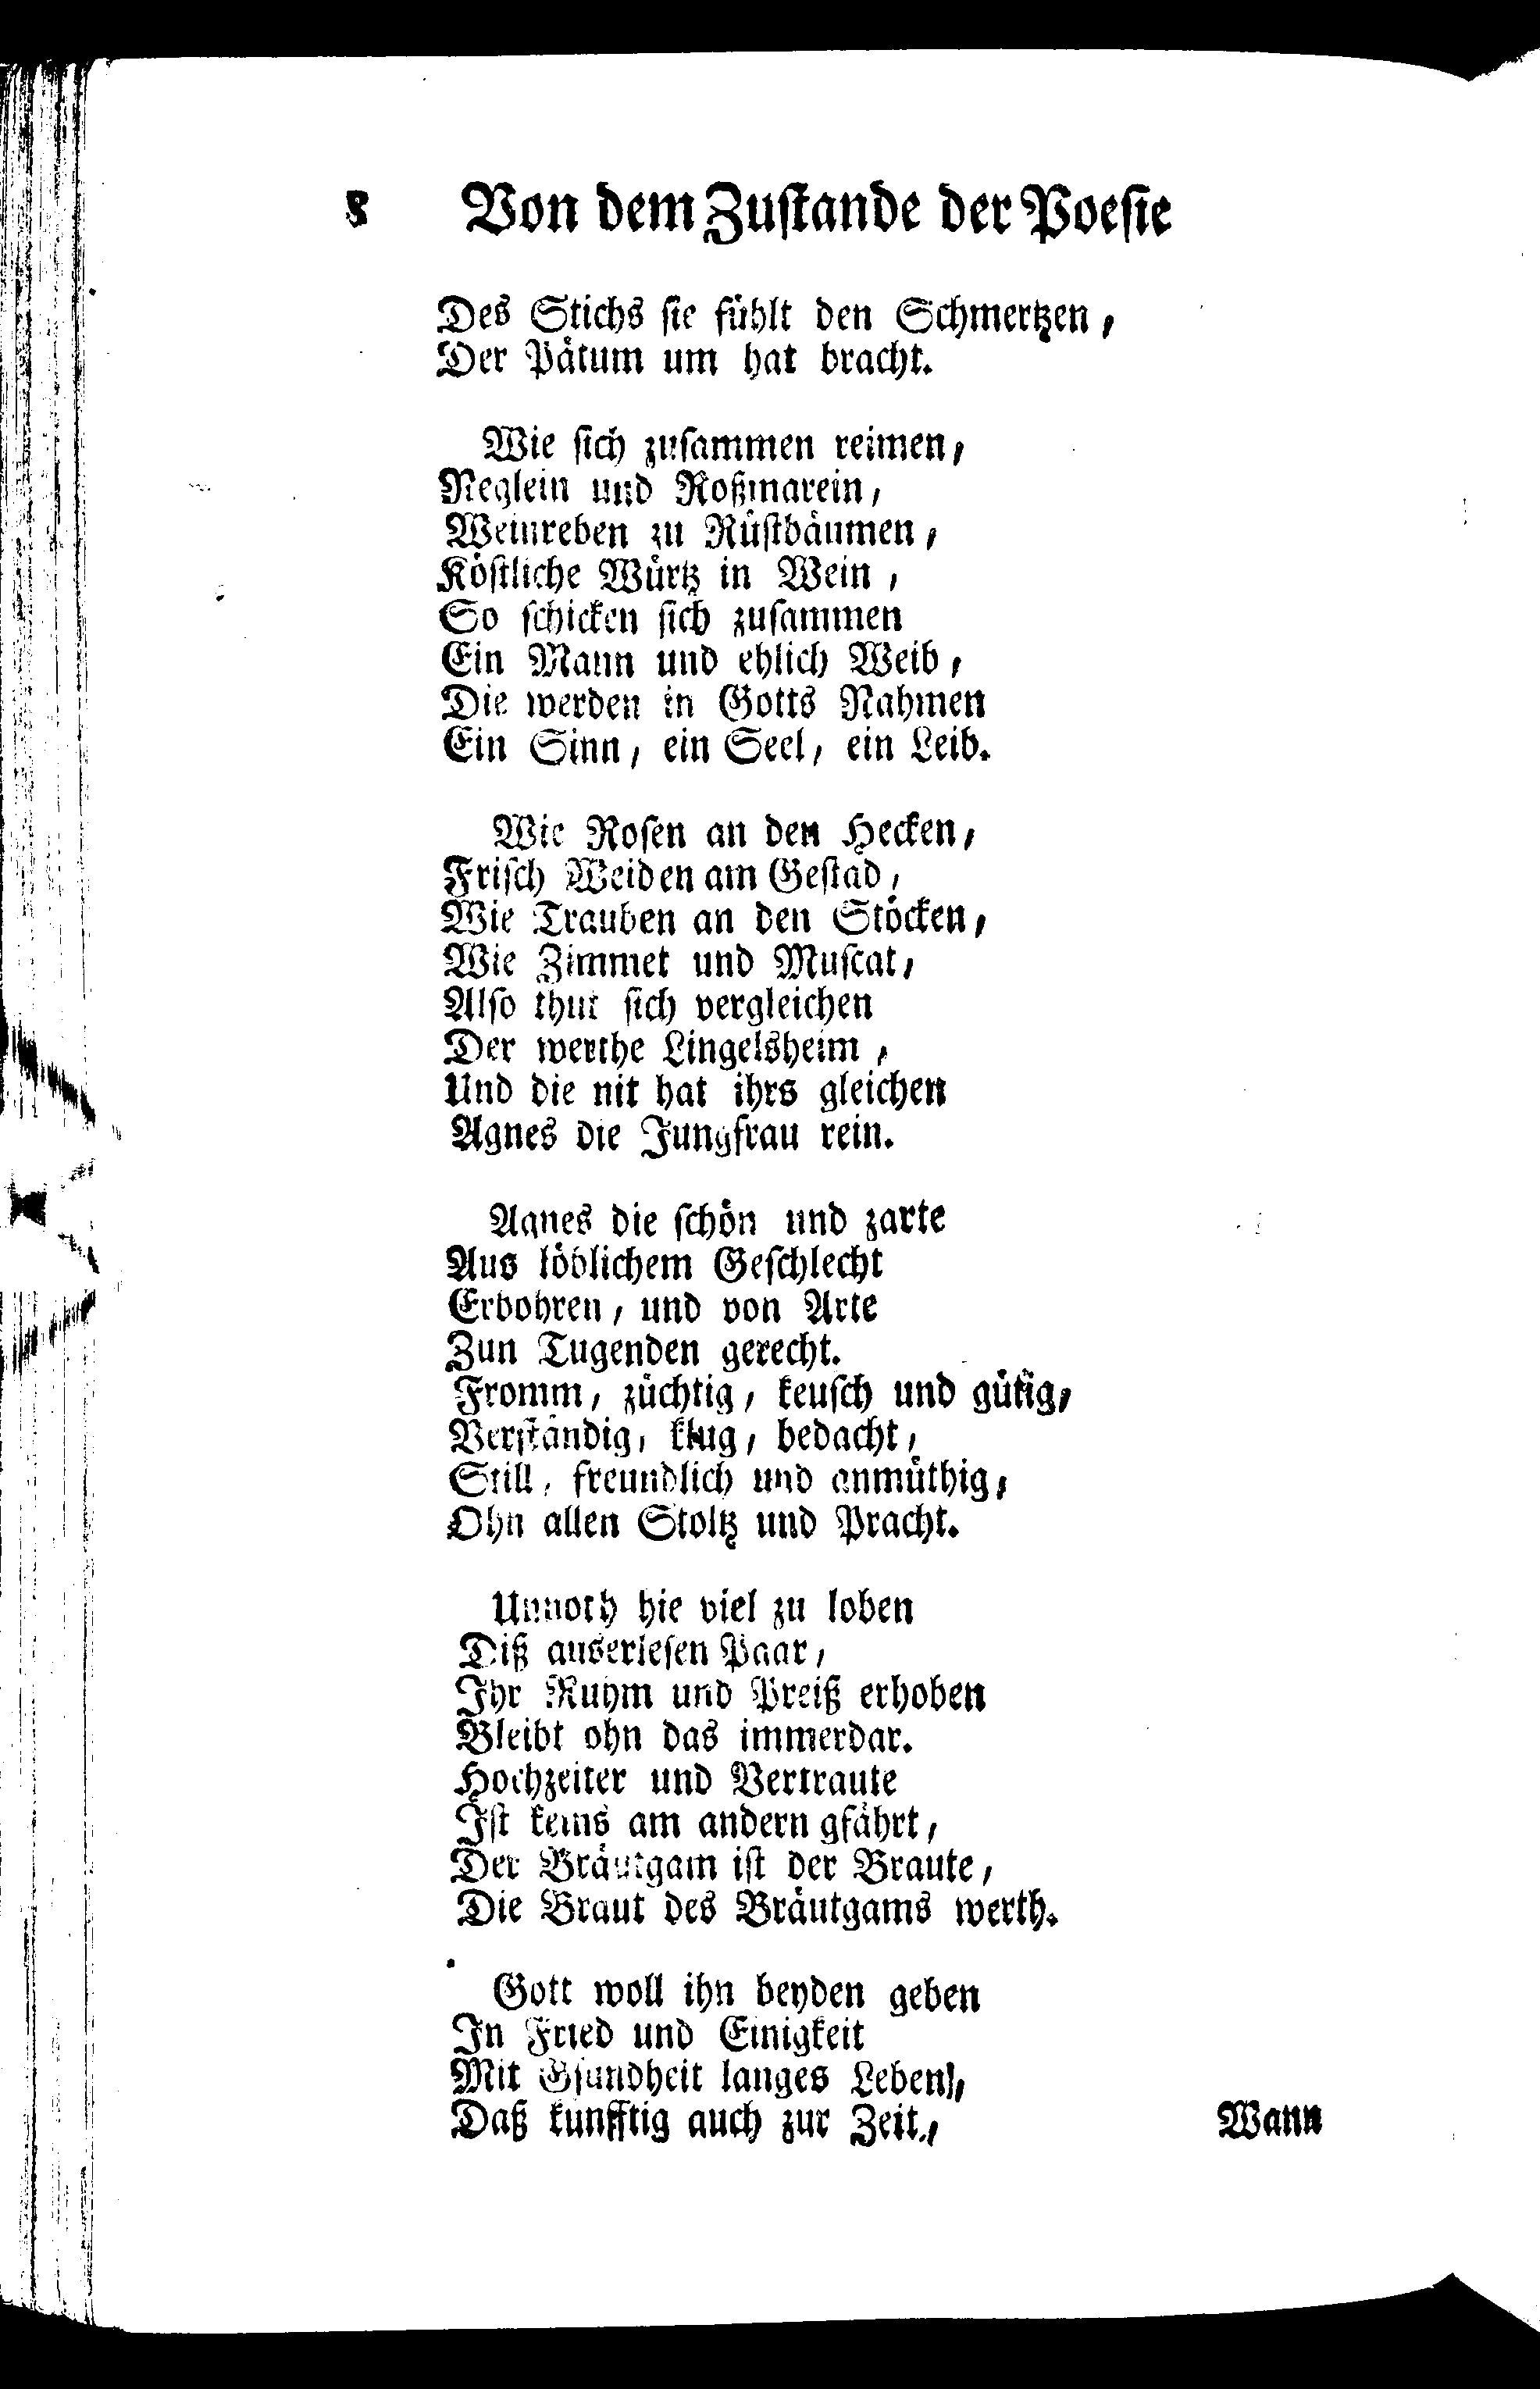 8 Von dem Zustande der Poesie
Des Stichs sie fühlt den Schmertzen,
Der Pätum um hat bracht.
Wie sich zusammen reimen,
Neglein und Roßmarein,
Weinreben zu Rüstbäumen,
Köstliche Würtz in Wein,
So schicken sich zusammen
Ein Mann und ehlich Weib,
Die werden in Gotts Nahmen
Ein Sinn, ein Seel, ein Leib.
Wie Rosen an den Hecken,
Frisch Weiden am Gestad,
Wie Trauben an den Stöcken,
Wie Zimmet und Muscat,
Also thut sich vergleichen
Der werthe Lingelsheim,
Und die nit hat ihrs gleichen
Agnes die Jungfrau rein.
Agnes die schön und zarte
Aus löblichem Geschlecht
Erbohren, und von Arte
Zun Tugenden gerecht.
Fromm, züchtig, keusch und gütig,
Verständig, klug, bedacht,
Still, freundlich und anmüthig,
Ohn allen Stoltz und Pracht.
Unnoth hie viel zu loben
Diß auserlesen Paar,
Ihr Ruhm und Preiß erhoben
Bleibt ohn das immerdar.
Hochzeiter und Vertraute
Ist keins am andern gfährt,
Der Bräutgam ist der Braute,
Die Braut des Bräutgams werth.
Gott woll ihn beyden geben
In Fried und Einigkeit
Mit Gsundheit langes Leben,
Daß kunfftig auch zur Zeit,
Wann